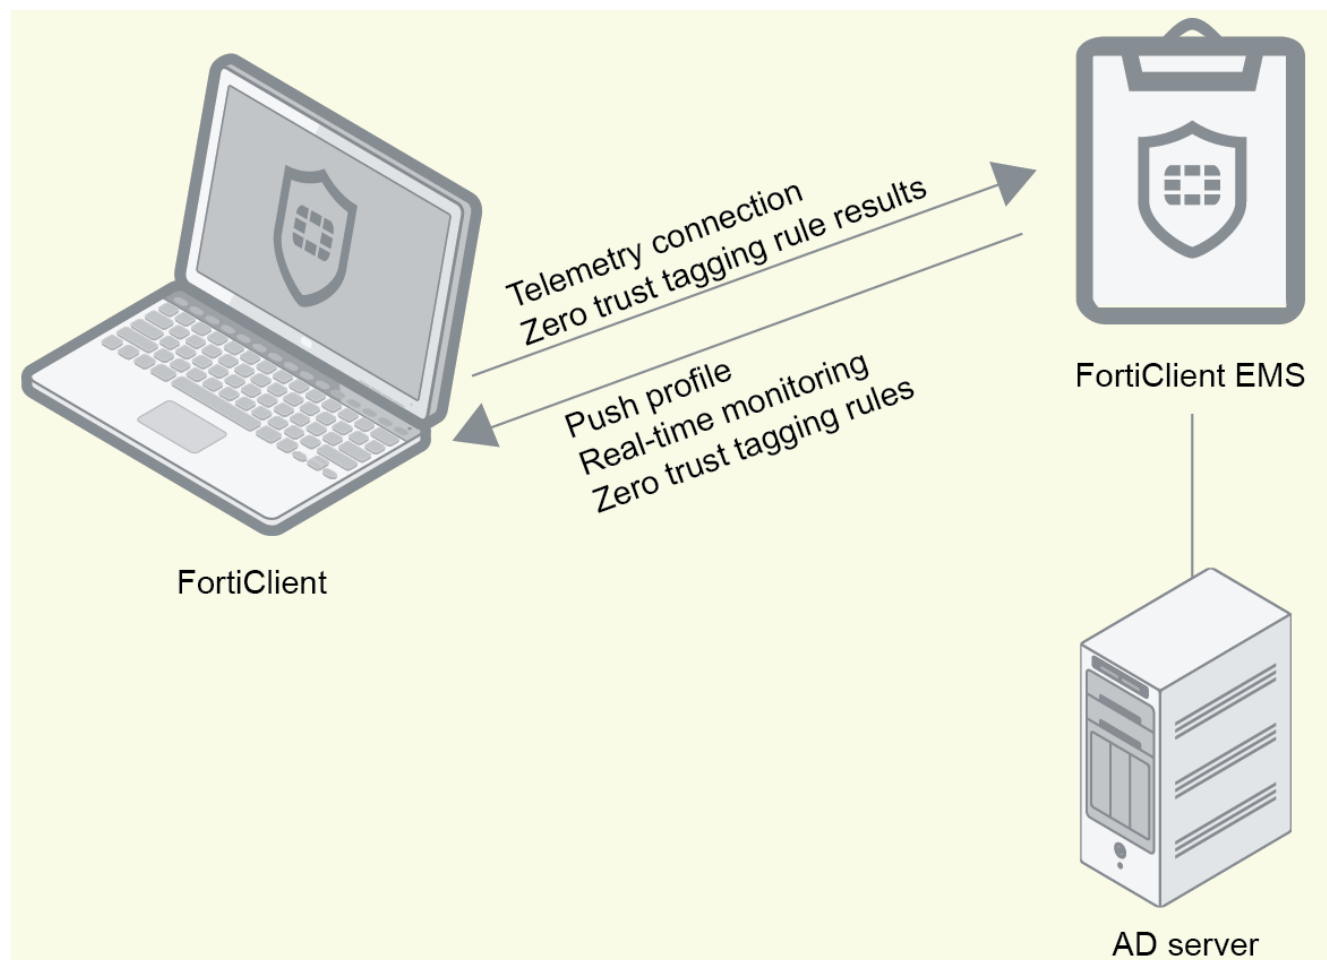 Telemetry connection
Zero trust tagging rule results
Push profile
Real-time monitoring
Zero trust tagging rules
FortiClient EMS
FortiClient
AD server